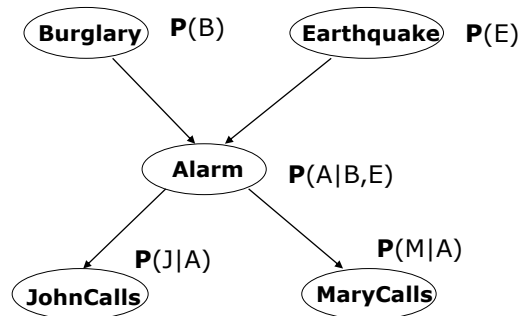 Burglary P(B)
Earthquake P(E)
Alarm
P(A|B,E)
P(J|A)
P(M|A)
JohnCalls
MaryCalls